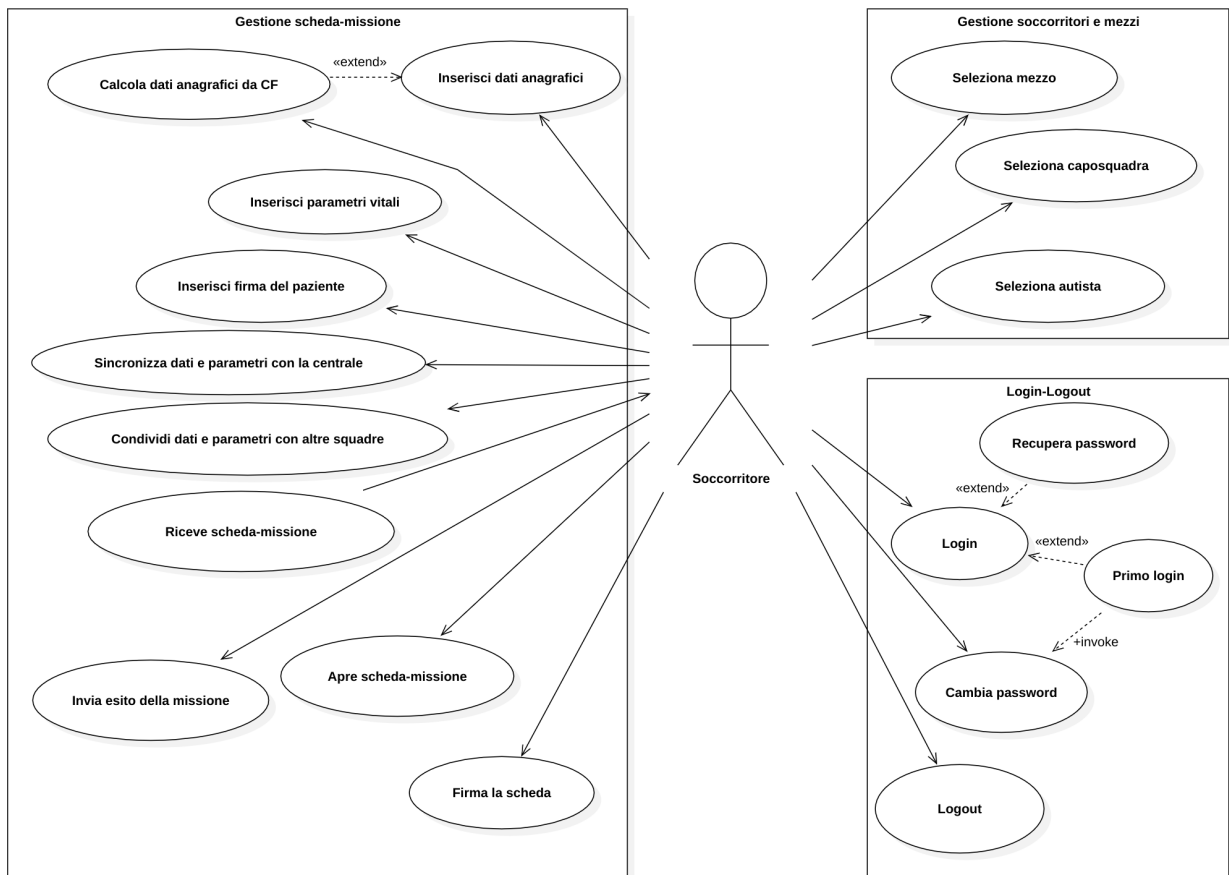 Gestione scheda-missione
Calcola dati anagrafici da CF
«extend»
Inserisci dati anagrafici
Inserisci parametri vitali
Inserisci firma del paziente
Sincronizza dati e parametri con la centrale
Condividi dati e parametri con altre squadre
Riceve scheda-missione
Apre scheda-missione
Invia esito della missione
Firma la scheda
Soccorritore
Gestione soccorritori e mezzi
Seleziona mezzo
Seleziona caposquadra
Seleziona autista
Login-Logout
Recupera password
«extend»
Login
«extend»
Primo login
+invoke
Cambia password
Logout